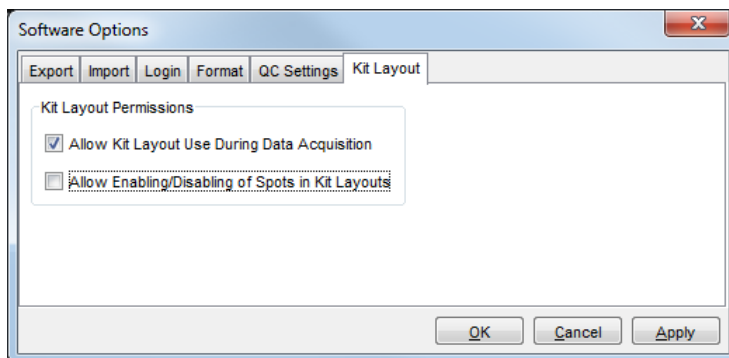 Software Options
Export Import Login Format QC Settings Kit Layout
Kit Layout Permissions
Allow Kit Layout Use During Data Acquisition
Allow Enabling/Disabling of Spots in Kit Layouts
OK Cancel Apply